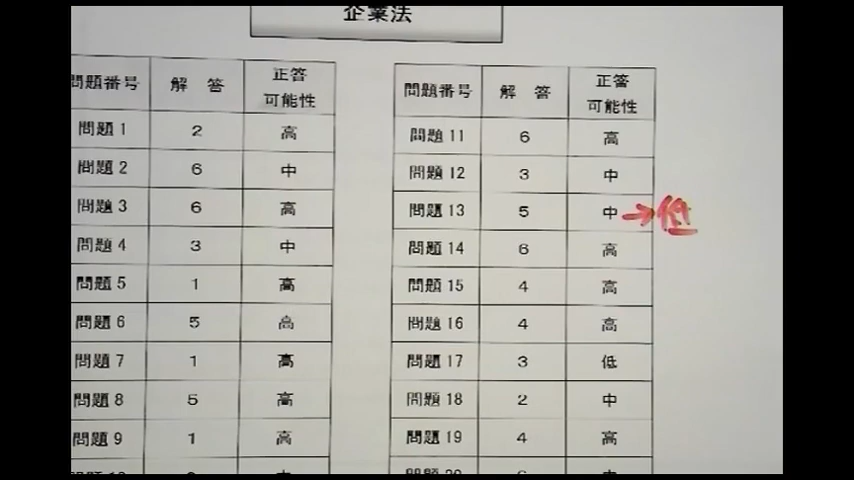 企業法
問題番号 解 答 正答可能性
問題1 2 高
問題2 6 中
問題3 6 高
問題4 3 中
問題5 1 高
問題6 5 高
問題7 1 高
問題8 5 高
問題9 1 高
問題番号 解 答 正答可能性
問題11 6 高
問題12 3 中
問題13 5 中→低
問題14 6 高
問題15 4 高
問題16 4 高
問題17 3 低
問題18 2 中
問題19 4 高